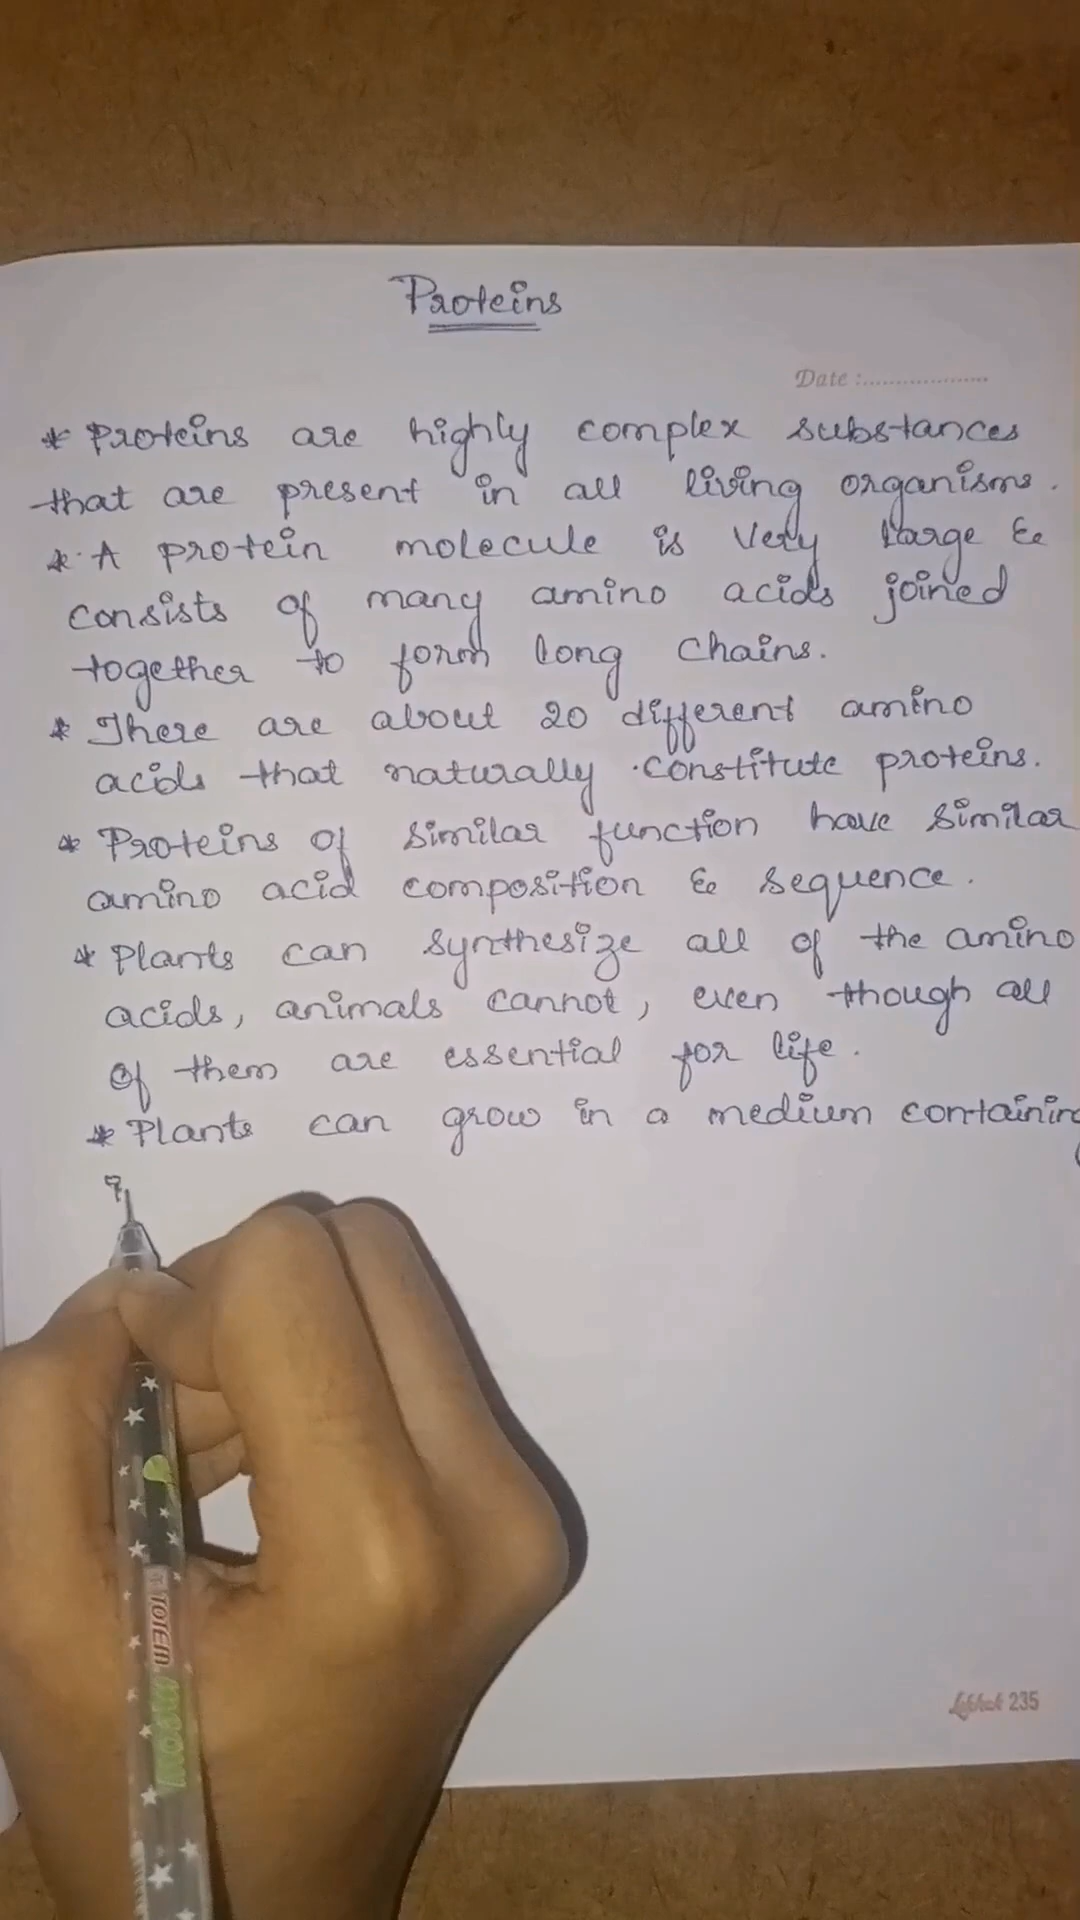 Proteins
Date :....................
* Proteins are highly complex substances
that are present in all living organisms.
* A protein molecule is very large &
consists of many amino acids joined
together to form long chains.
* There are about 20 different amino
acids that naturally constitute proteins.
* Proteins of similar function have similar
amino acid composition & sequence.
* Plants can synthesize all of the amino
acids, animals cannot, even though all
of them are essential for life.
* Plants can grow in a medium containing
TOTEM
Lekhak 235